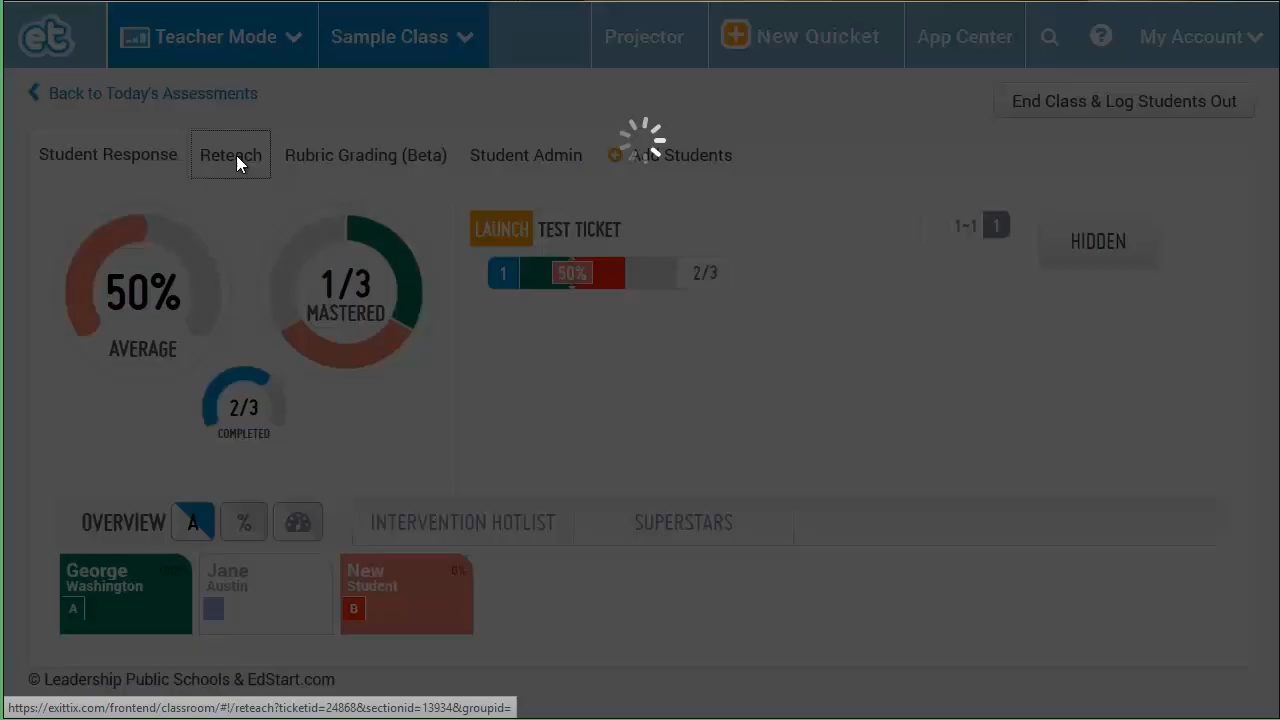 et
Teacher Mode
Sample Class
Projector
New Quicket
App Center
?
My Account
Back to Today's Assessments
End Class & Log Students Out
Student Response
Reteach
Rubric Grading (Beta)
Student Admin
Add Students
50%
AVERAGE
1/3
MASTERED
2/3
COMPLETED
LAUNCH TEST TICKET
1~1 1
HIDDEN
1 50% 2/3
OVERVIEW A %
INTERVENTION HOTLIST
SUPERSTARS
George
Washington
A
Jane
Austin
New 0%
Student
B
© Leadership Public Schools & EdStart.com
https://exittix.com/frontend/classroom/#!/reteach?ticketid=24868&sectionid=13934&groupid=